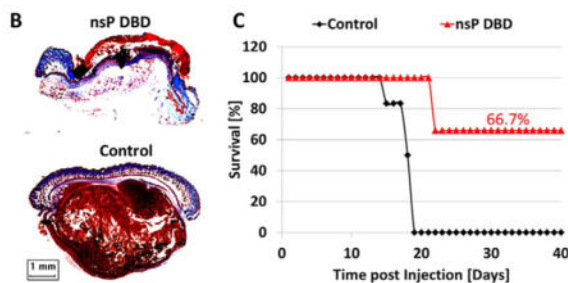 B
nsP DBD
Control
1 mm
C
Control
nsP DBD
Survival [%]
120
100
80
60
40
20
0
66.7%
0
10
20
30
40
Time post Injection [Days]